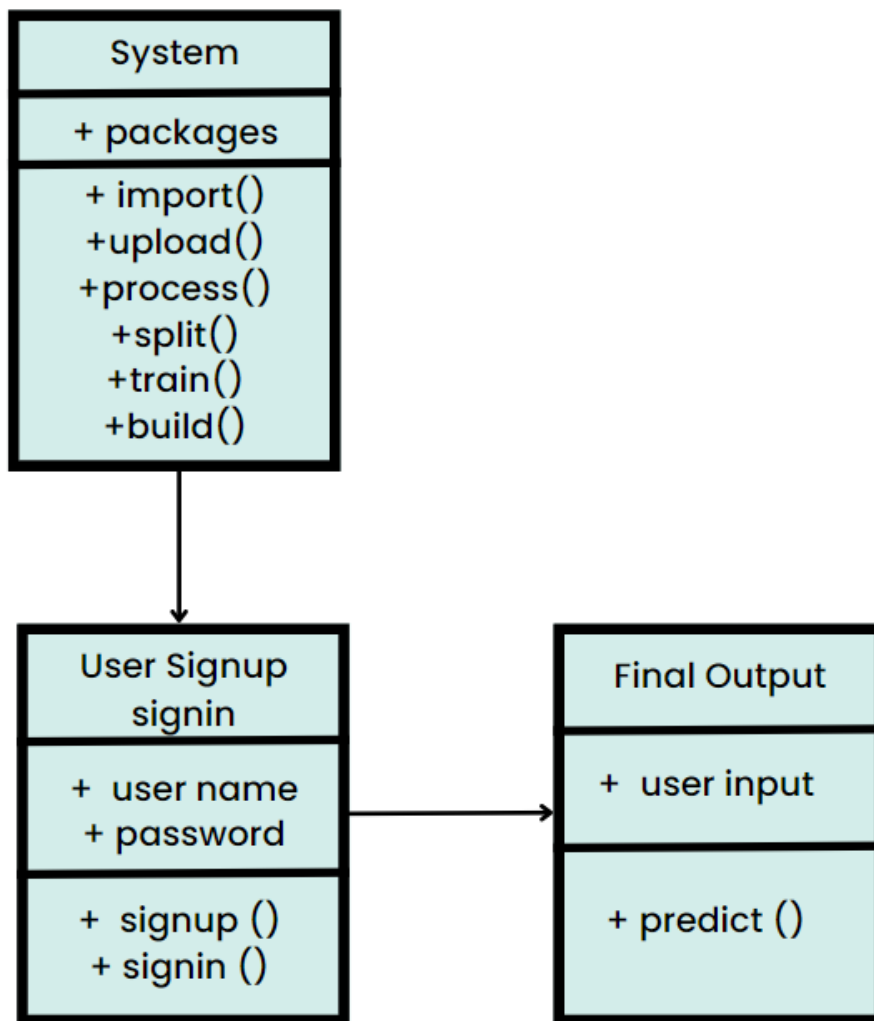 System
+ packages
+ import()
+upload()
+process()
+split()
+train()
+build()
User Signup
signin
+ user name
+ password
+ signup ()
+ signin ()
Final Output
+ user input
+ predict ()